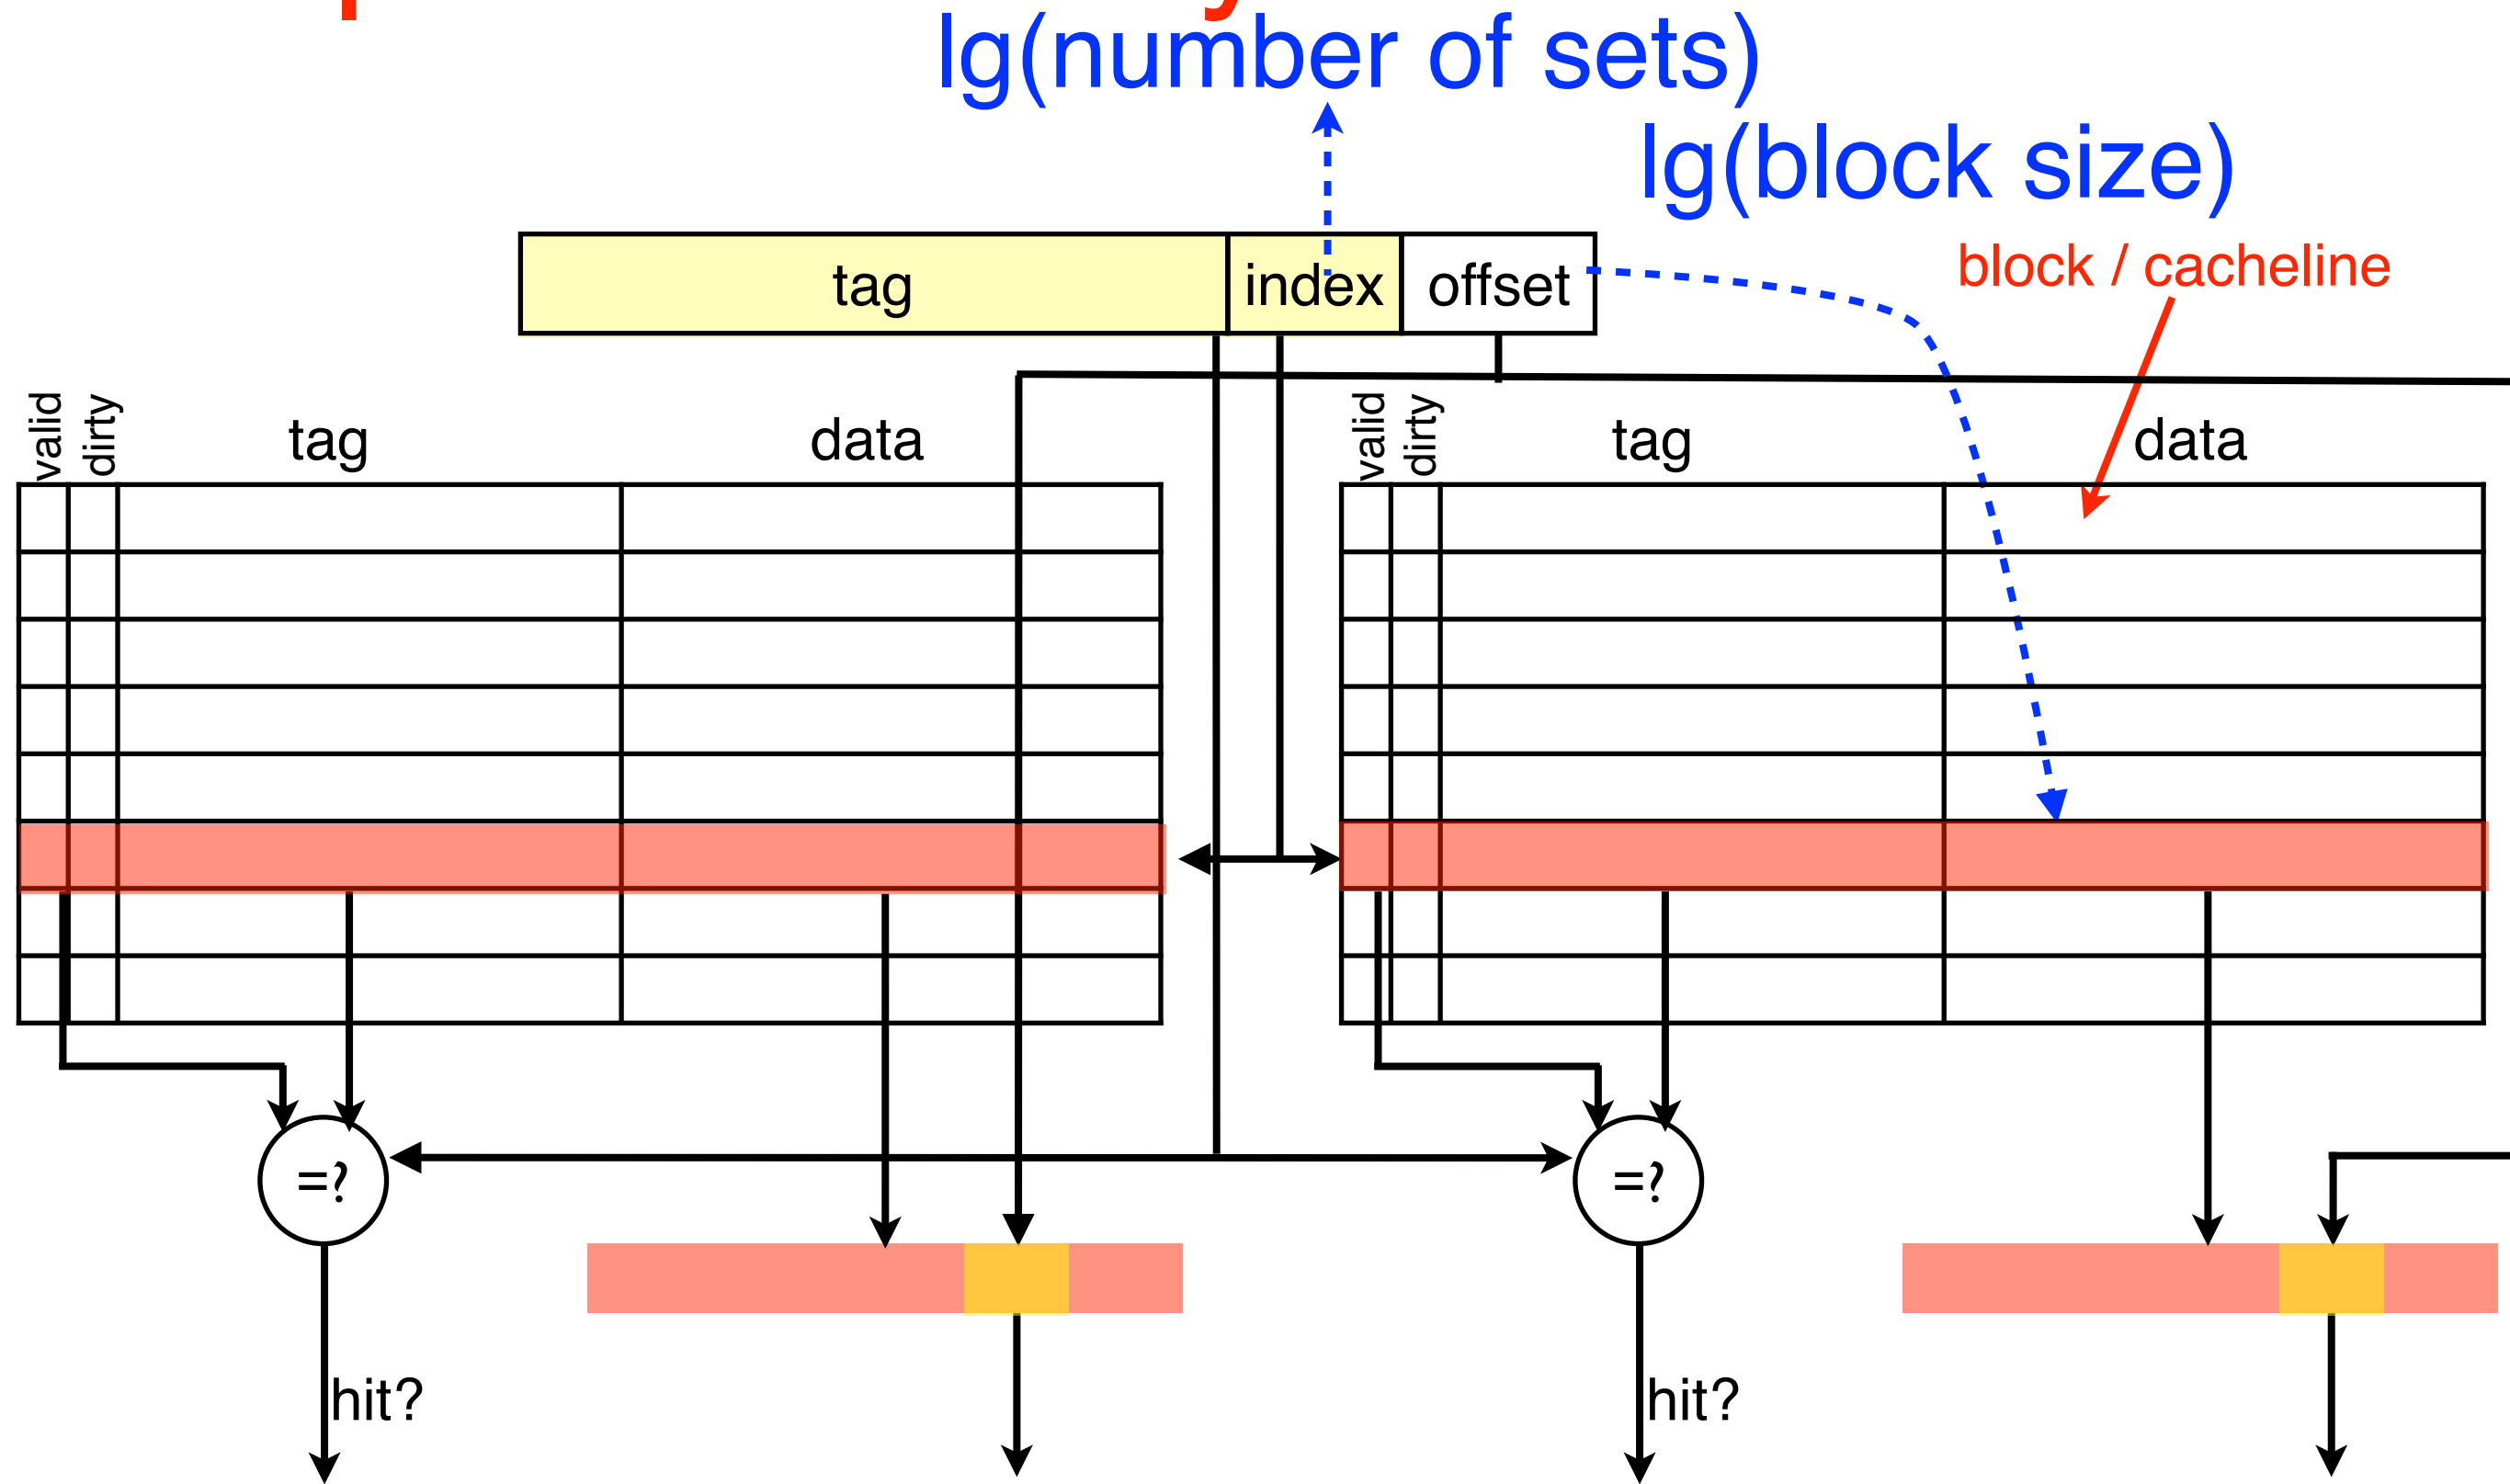 lg(number of sets)
lg(block size)
block / cacheline
tag index offset
valid dirty tag data valid dirty tag data
=? =?
hit? hit?